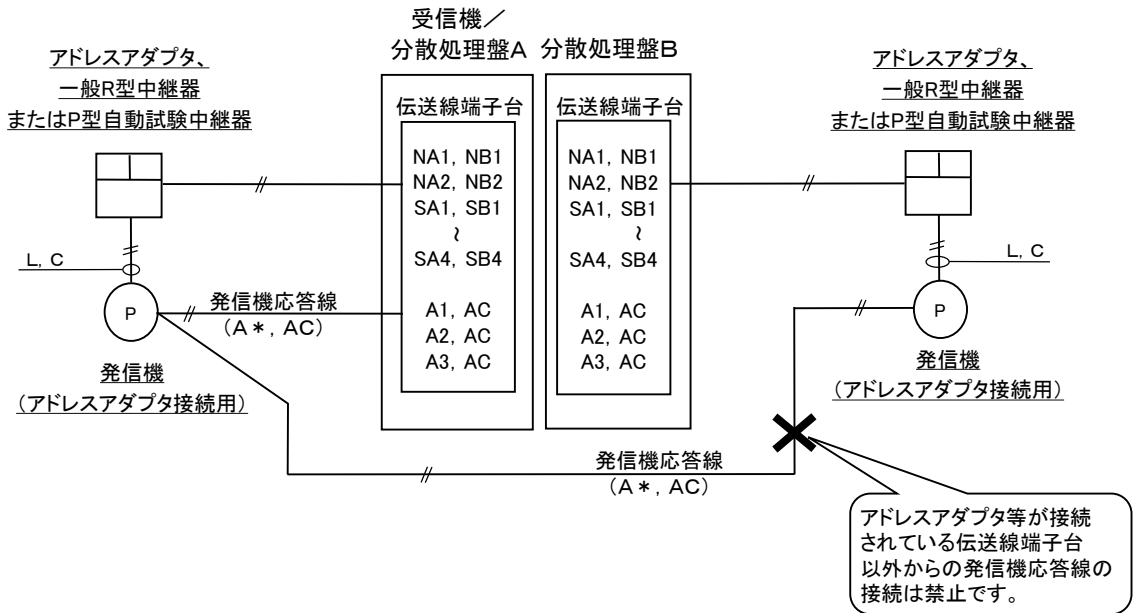 受信機／
分散処理盤A
分散処理盤B
アドレスアダプタ、
一般R型中継器
またはP型自動試験中継器
アドレスアダプタ、
一般R型中継器
またはP型自動試験中継器
伝送線端子台
NA1, NB1
NA2, NB2
SA1, SB1
~
SA4, SB4
A1, AC
A2, AC
A3, AC
伝送線端子台
NA1, NB1
NA2, NB2
SA1, SB1
~
SA4, SB4
A1, AC
A2, AC
A3, AC
L, C
P
発信機応答線
(A＊, AC)
発信機
(アドレスアダプタ接続用)
L, C
P
発信機
(アドレスアダプタ接続用)
発信機応答線
(A＊, AC)
アドレスアダプタ等が接続
されている伝送線端子台
以外からの発信機応答線の
接続は禁止です。